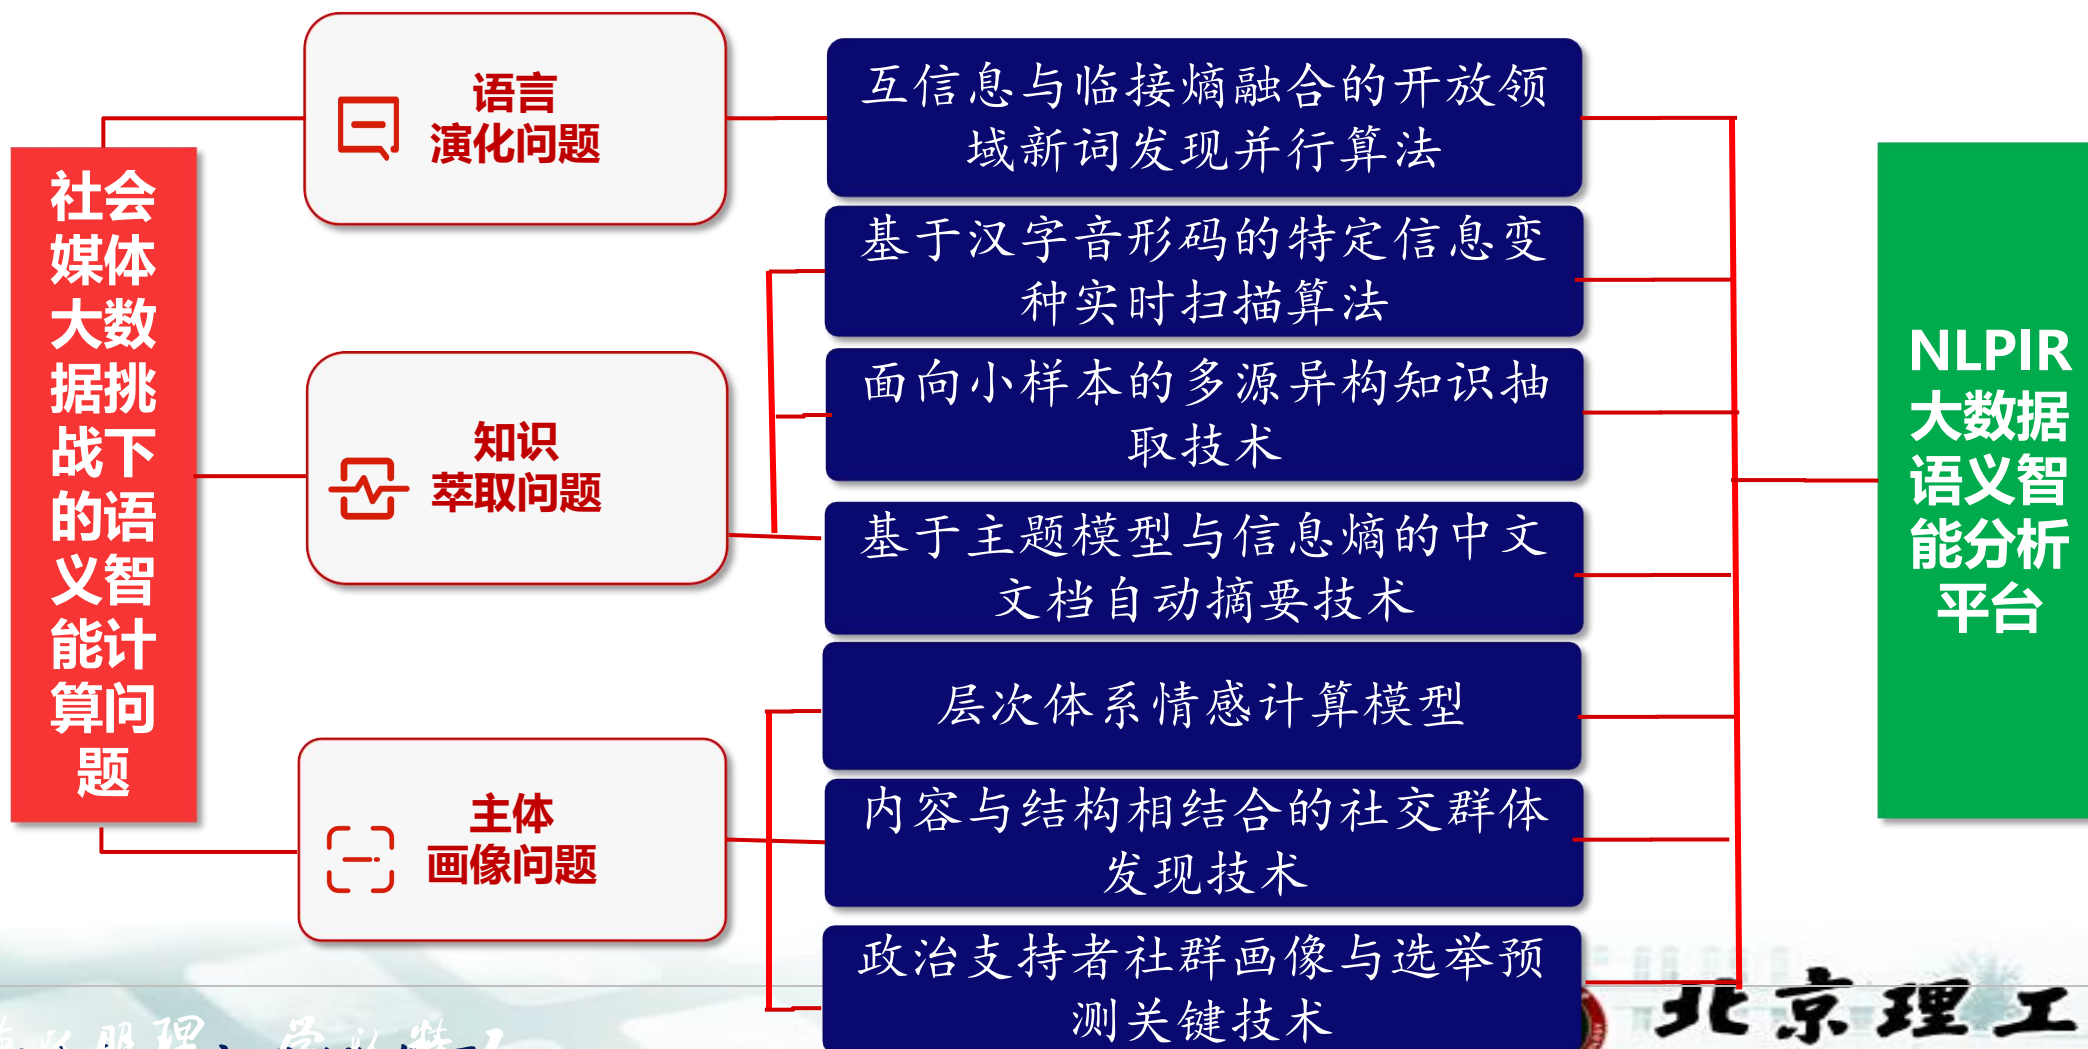 社会
媒体
大数
据挑
战下
的语
义智
能计
算问
题
语言
演化问题
知识
萃取问题
主体
画像问题
互信息与临接熵融合的开放领
域新词发现并行算法
基于汉字音形码的特定信息变
种实时扫描算法
面向小样本的多源异构知识抽
取技术
基于主题模型与信息熵的中文
文档自动摘要技术
层次体系情感计算模型
内容与结构相结合的社交群体
发现技术
政治支持者社群画像与选举预
测关键技术
NLPIR
大数据
语义智
能分析
平台
北京理工